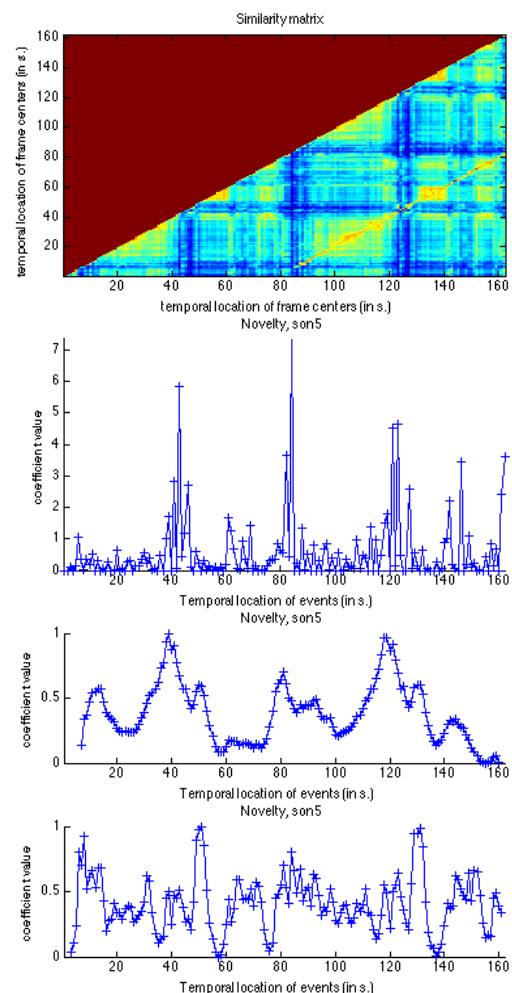 Similarity matrix
temporal location of frame centers (in s.)
160
140
120
100
80
60
40
20
20 40 60 80 100 120 140 160
temporal location of frame centers (in s.)
Novelty, son5
coefficient value
7
6
5
4
3
2
1
0
20 40 60 80 100 120 140 160
Temporal location of events (in s.)
Novelty, son5
coefficient value
1
0.5
0
20 40 60 80 100 120 140 160
Temporal location of events (in s.)
Novelty, son5
coefficient value
1
0.5
0
20 40 60 80 100 120 140 160
Temporal location of events (in s.)